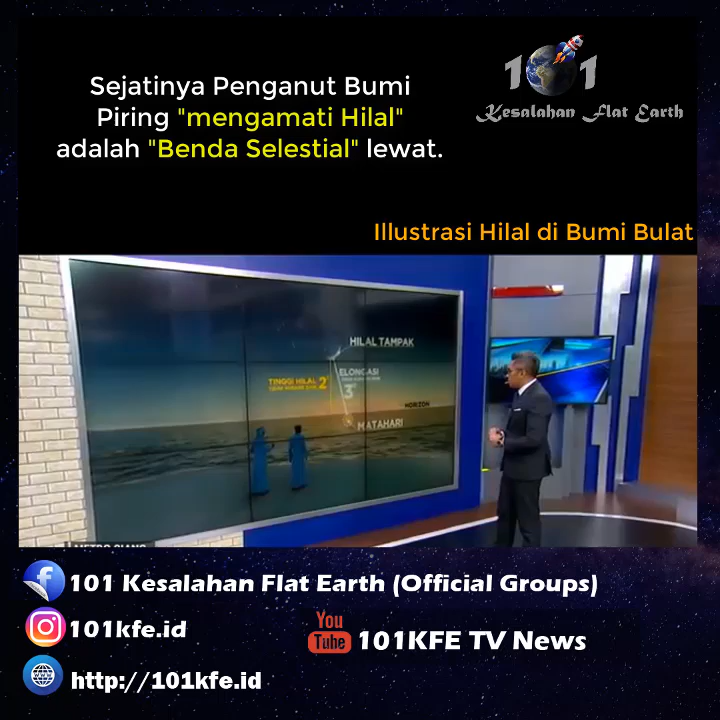 Sejatinya Penganut Bumi
Piring "mengamati Hilal"
adalah "Benda Selestial" lewat.
101
Kesalahan Flat Earth
Illustrasi Hilal di Bumi Bulat
HILAL TAMPAK
ELONGASI
TINGGI HILAL
2°
3°
HORIZON
MATAHARI
METRO SIANG
101 Kesalahan Flat Earth (Official Groups)
101kfe.id
You
Tube
101KFE TV News
http://101kfe.id